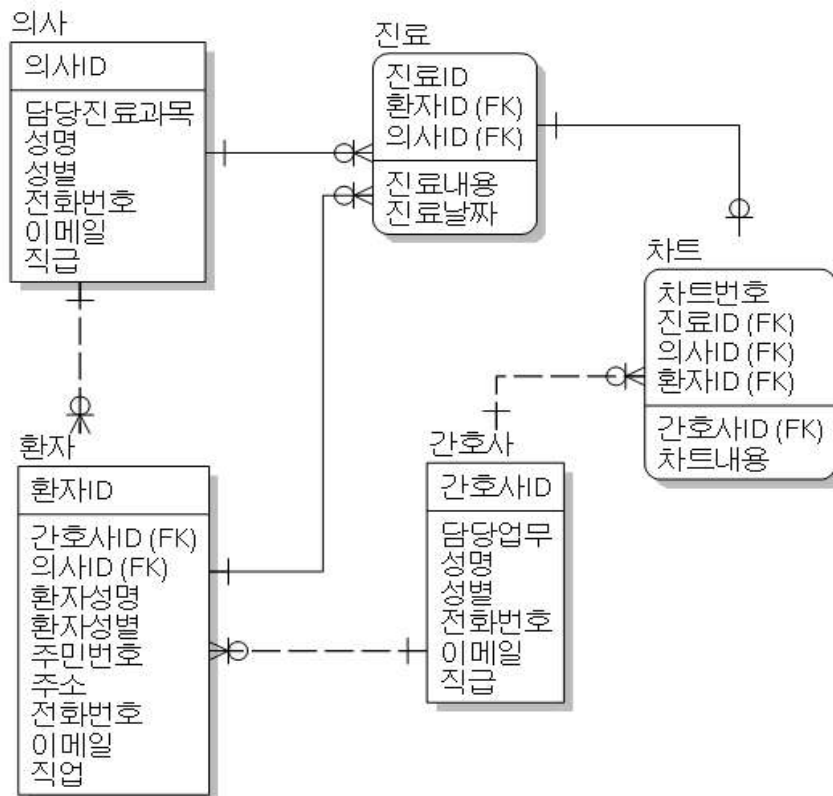 의사
의사ID
담당진료과목
성명
성별
전화번호
이메일
직급
진료
진료ID
환자ID (FK)
의사ID (FK)
진료내용
진료날짜
차트
차트번호
진료ID (FK)
의사ID (FK)
환자ID (FK)
간호사ID (FK)
차트내용
환자
환자ID
간호사ID (FK)
의사ID (FK)
환자성명
환자성별
주민번호
주소
전화번호
이메일
직업
간호사
간호사ID
담당업무
성명
성별
전화번호
이메일
직급